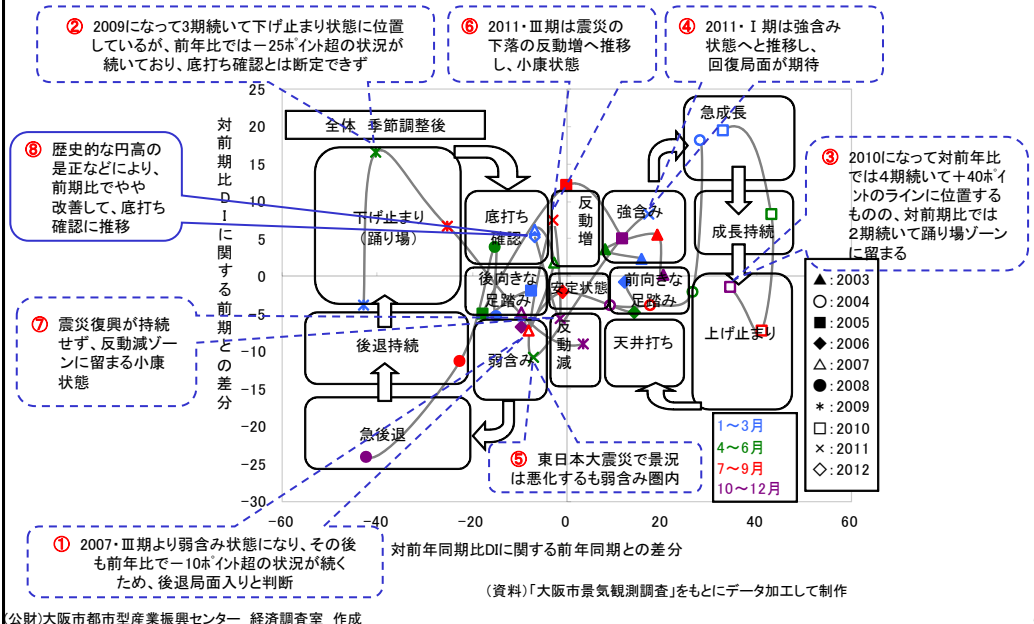 ② 2009になって3期続いて下げ止まり状態に位置
しているが、前年比では－25ポイント超の状況が
続いており、底打ち確認とは断定できず
⑥ 2011・Ⅲ期は震災の
下落の反動増へ推移
し、小康状態
④ 2011・Ⅰ期は強含み
状態へと推移し、
回復局面が期待
⑧ 歴史的な円高の
是正などにより、
前期比でやや
改善して、底打ち
確認に推移
③ 2010になって対前年比
では4期続いて＋40ポイ
ントのラインに位置する
ものの、対前期比では
2期続いて踊り場ゾーン
に留まる
⑦ 震災復興が持続
せず、反動減ゾー
ンに留まる小康
状態
⑤ 東日本大震災で景況
は悪化するも弱含み圏内
① 2007・Ⅲ期より弱含み状態になり、その後
も前年比で－10ポイント超の状況が続く
ため、後退局面入りと判断
対前期比DIに関する前期との差分
25
20
15
10
5
0
−5
−10
−15
−20
−25
−30
全体 季節調整後
下げ止まり
（踊り場）
底打ち
確認
反動増
強含み
急成長
成長持続
後向きな
足踏み
安定状態
前向きな
足踏み
上げ止まり
後退持続
弱含み
反動減
天井打ち
急後退
−60
−40
−20
0
20
40
60
対前年同期比DIに関する前年同期との差分
1～3月
4～6月
7～9月
10～12月
▲：2003
○：2004
■：2005
◆：2006
△：2007
●：2008
＊：2009
□：2010
×：2011
◇：2012
(資料)「大阪市景気観測調査」をもとにデータ加工して制作
(公財)大阪市都市型産業振興センター 経済調査室 作成